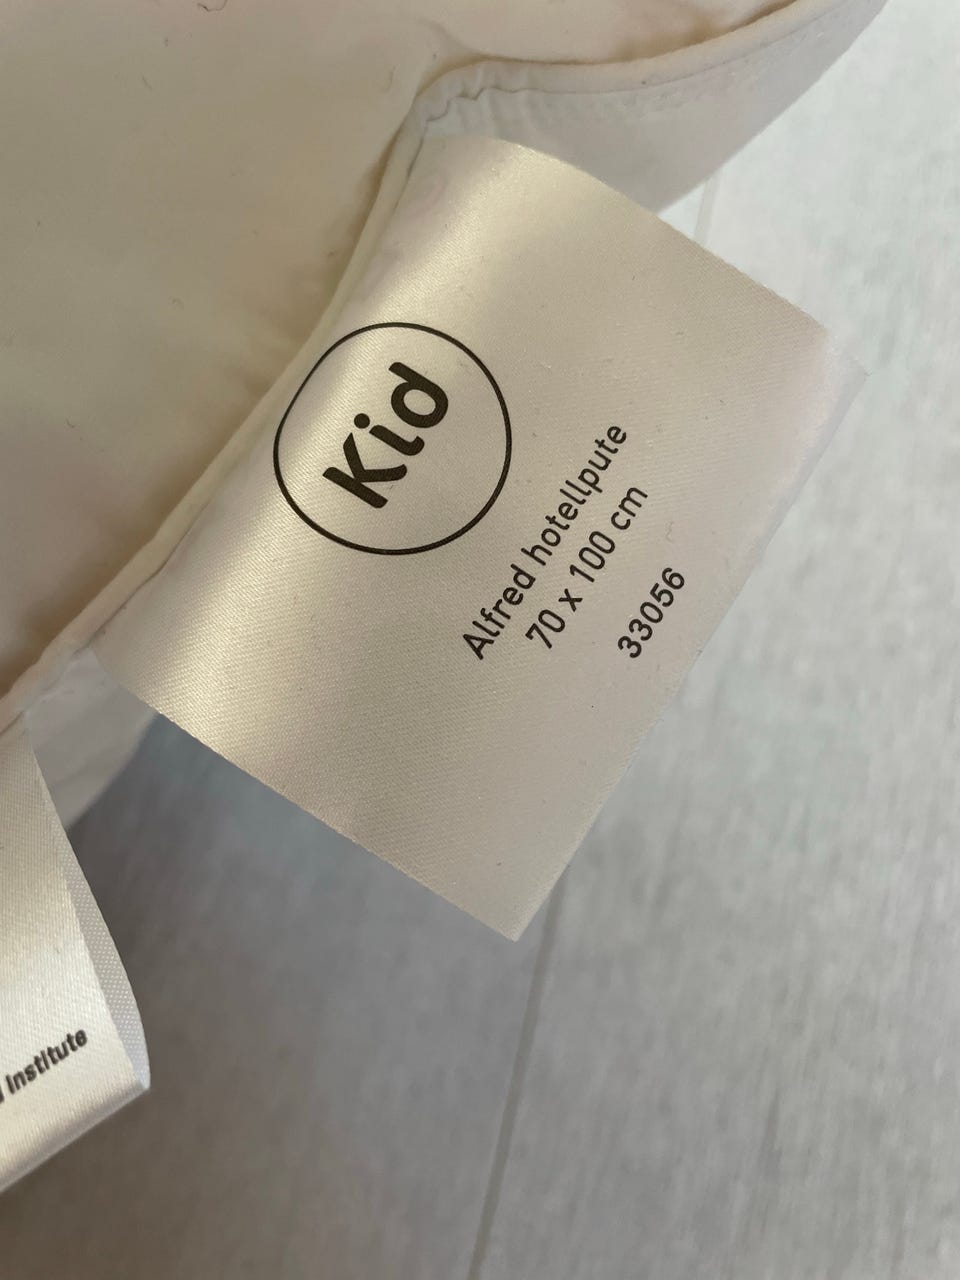 Kid
Alfred hotellpute
70 x 100 cm
33056
Institute